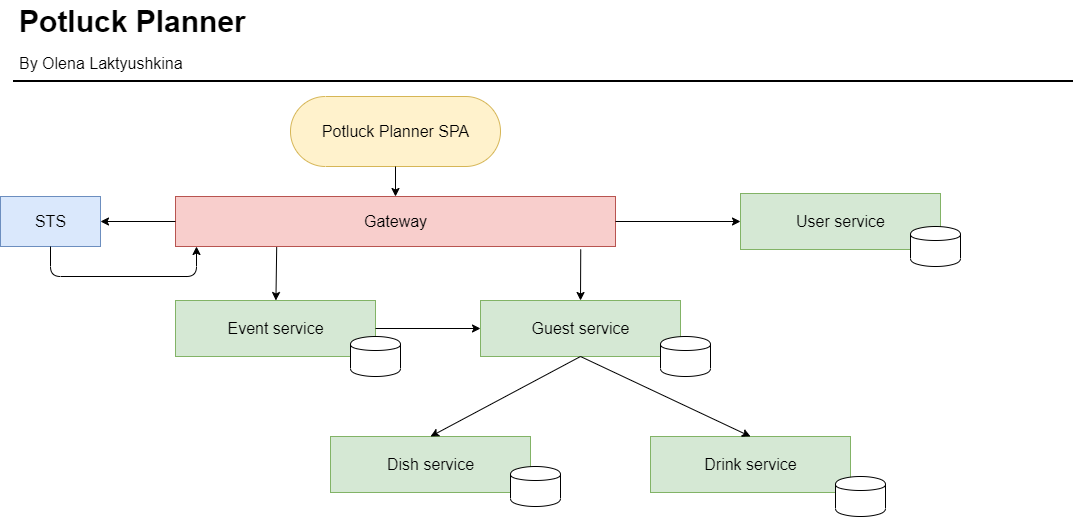 Potluck Planner
By Olena Laktyushkina
Potluck Planner SPA
STS
Gateway
User service
Event service
Guest service
Dish service
Drink service